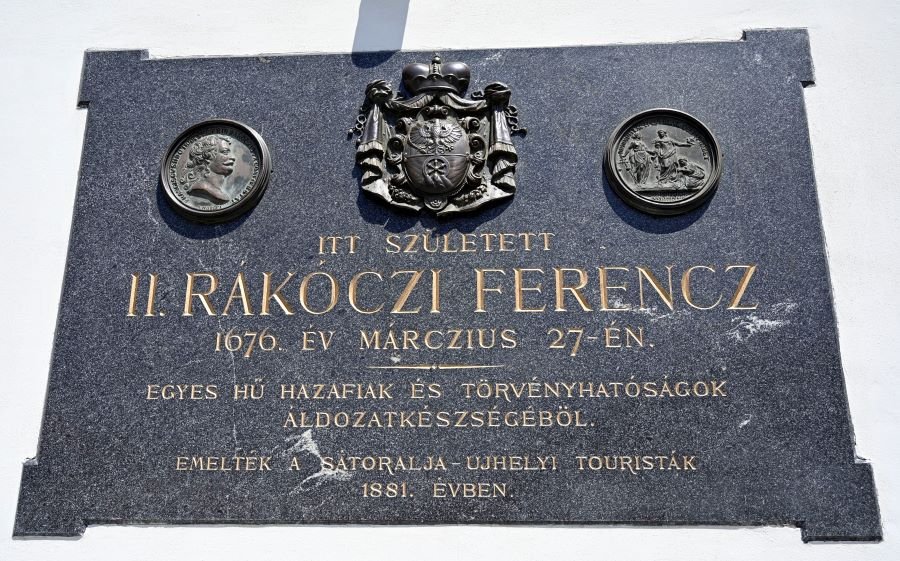 ITT SZÜLETETT
II. RÁKÓCZI FERENCZ
1676. ÉV MÁRCZIUS 27-ÉN.
EGYES HŰ HAZAFIAK ÉS TÖRVÉNYHATÓSÁGOK
ÁLDOZATKÉSZSÉGÉBÖL.
EMELTÉK A SÁTORALJA-UJHELYI TOURISTÁK
1881. ÉVBEN.